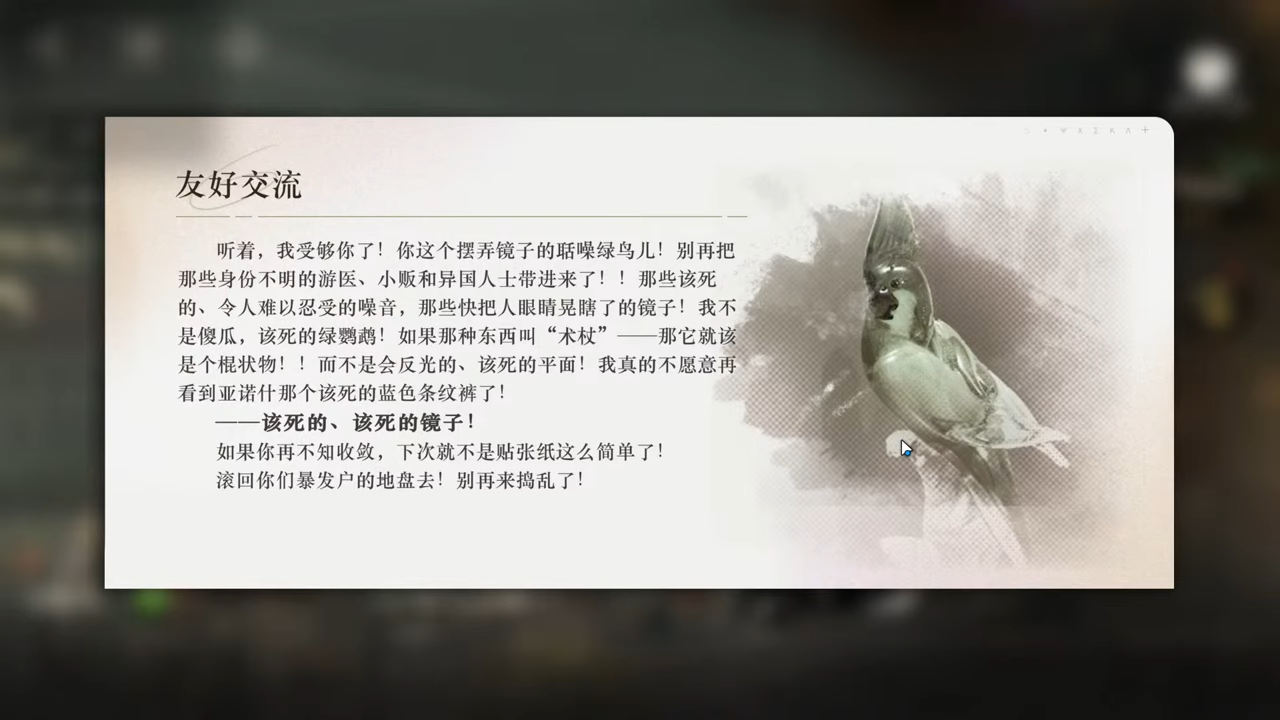 友好交流
听着，我受够你了！你这个摆弄镜子的聒噪绿鸟儿！别再把
那些身份不明的游医、小贩和异国人士带进来了！！那些该死
的、令人难以忍受的噪音，那些快把人眼睛晃瞎了的镜子！我不
是傻瓜，该死的绿鹦鹉！如果那种东西叫“术杖”——那它就该
是个棍状物！！而不是会反光的、该死的平面！我真的不愿意再
看到亚诺什那个该死的蓝色条纹裤了！
——该死的、该死的镜子！
如果你再不知收敛，下次就不是贴张纸这么简单了！
滚回你们暴发户的地盘去！别再来捣乱了！